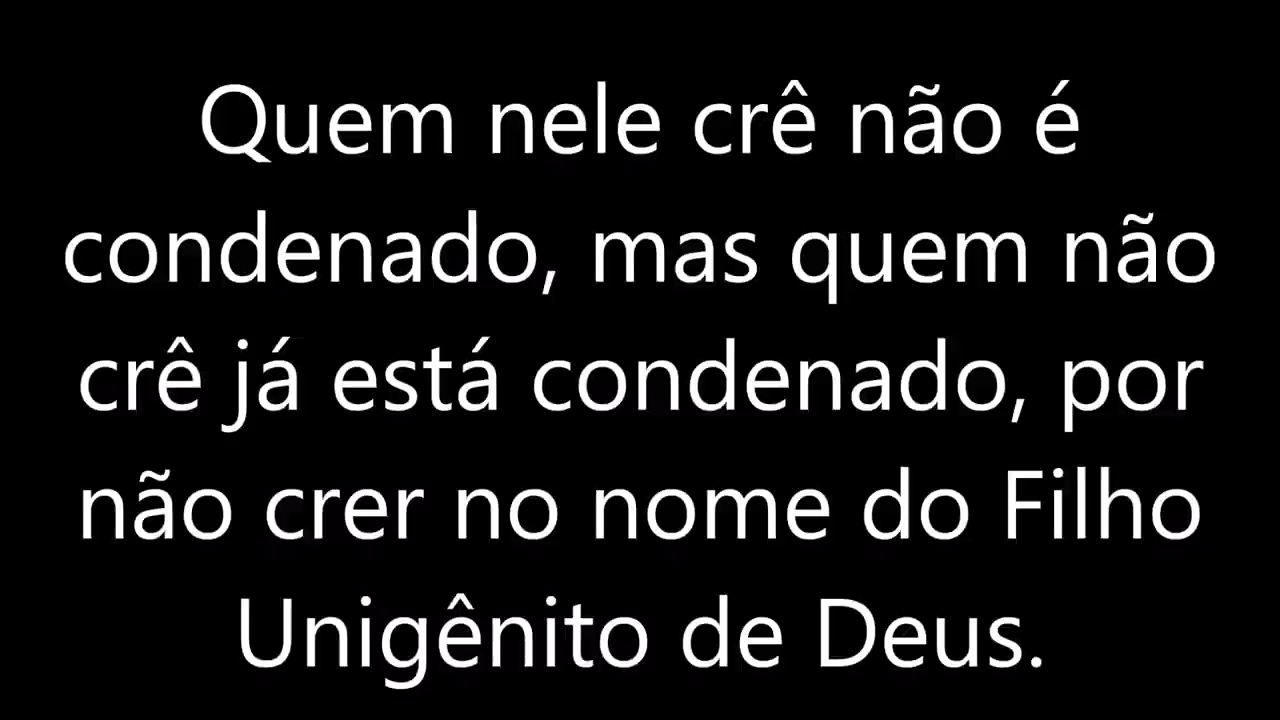 Quem nele crê não é
condenado, mas quem não
crê já está condenado, por
não crer no nome do Filho
Unigênito de Deus.